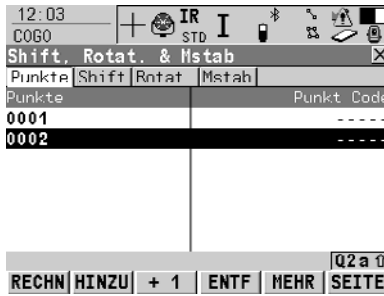 12:03
COGO
IR
STD
I
Shift, Rotat. & Mstab
Punkte Shift Rotat Mstab
Punkte Punkt Code
0001 -----
0002 -----
Q2a
RECHN HINZU + 1 ENTF MEHR SEITE